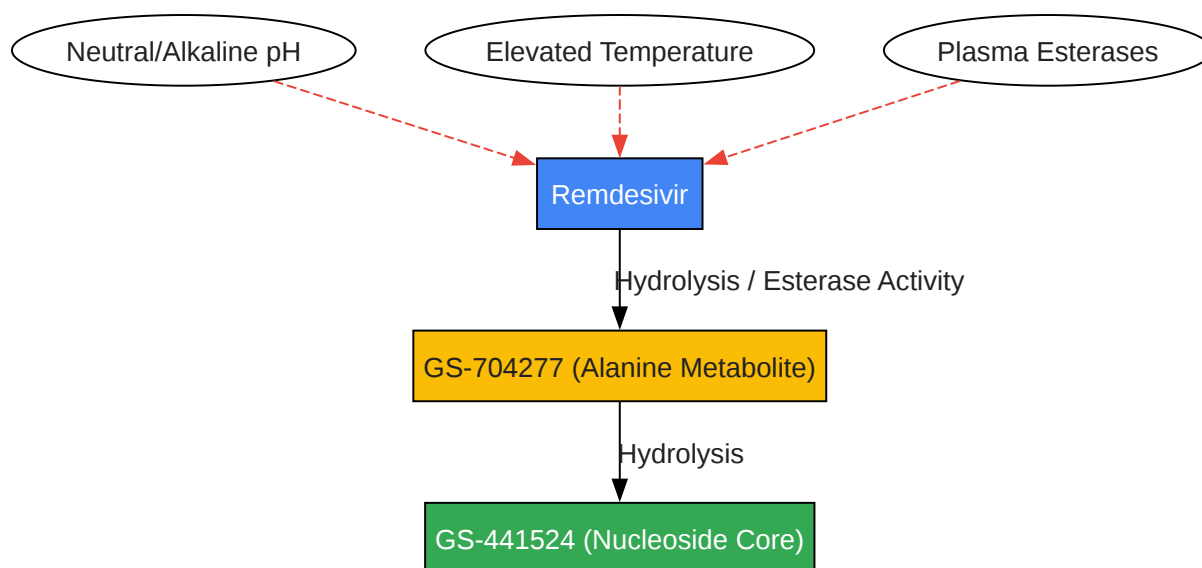 Neutral/Alkaline pH
Elevated Temperature
Plasma Esterases
Remdesivir
Hydrolysis / Esterase Activity
GS-704277 (Alanine Metabolite)
Hydrolysis
GS-441524 (Nucleoside Core)